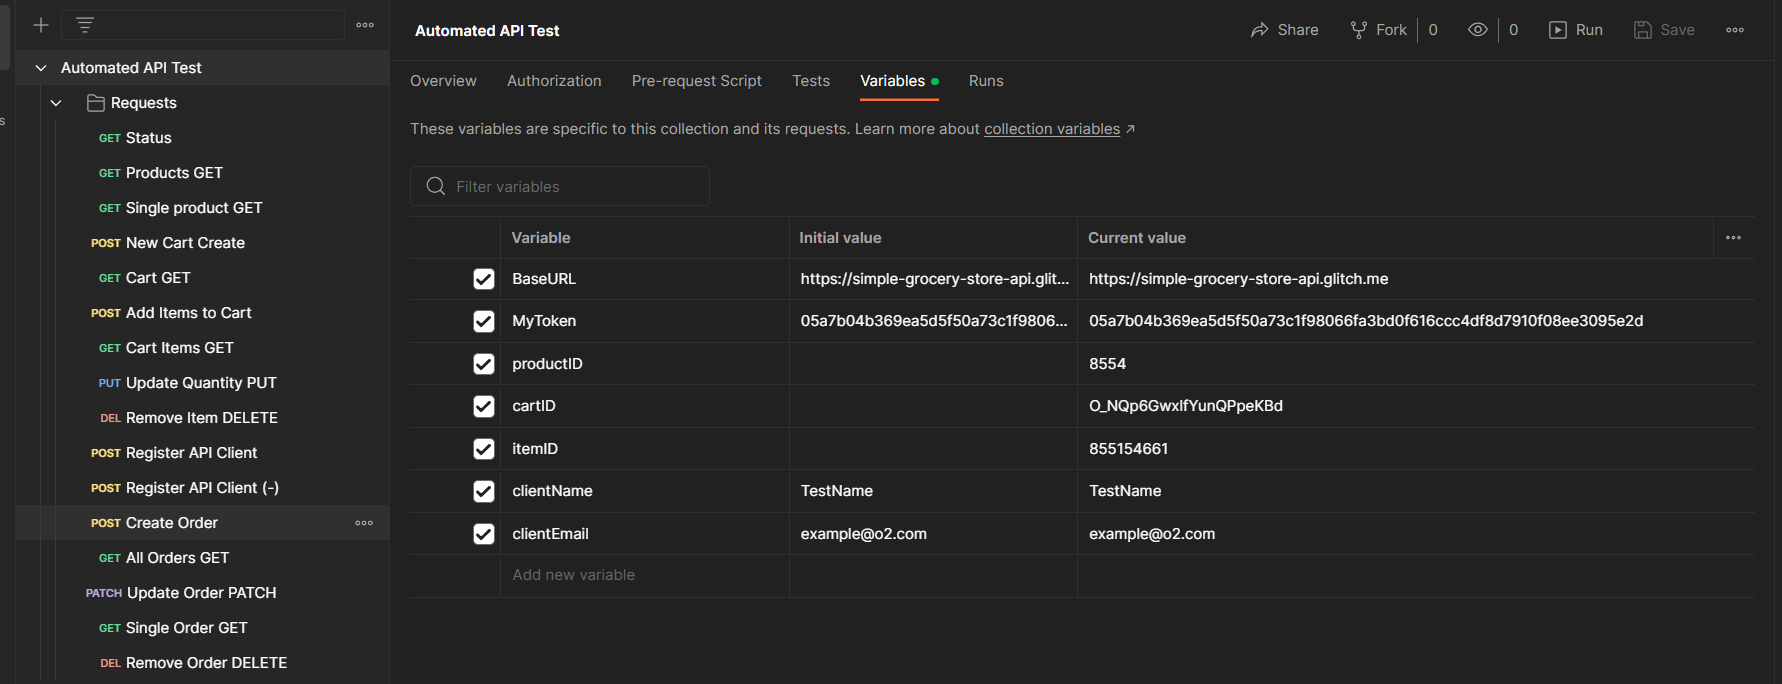 Automated API Test
Requests
GET Status
GET Products GET
GET Single product GET
POST New Cart Create
GET Cart GET
POST Add Items to Cart
GET Cart Items GET
PUT Update Quantity PUT
DEL Remove Item DELETE
POST Register API Client
POST Register API Client (-)
POST Create Order
GET All Orders GET
PATCH Update Order PATCH
GET Single Order GET
DEL Remove Order DELETE
s
Automated API Test
Share Fork 0 0 Run Save
Overview Authorization Pre-request Script Tests Variables Runs
These variables are specific to this collection and its requests. Learn more about collection variables ↗
Filter variables
Variable Initial value Current value
BaseURL https://simple-grocery-store-api.glit... https://simple-grocery-store-api.glitch.me
MyToken 05a7b04b369ea5d5f50a73c1f9806... 05a7b04b369ea5d5f50a73c1f98066fa3bd0f616ccc4df8d7910f08ee3095e2d
productID 8554
cartID O_NQp6GwxlfYunQPpeKBd
itemID 855154661
clientName TestName TestName
clientEmail example@o2.com example@o2.com
Add new variable